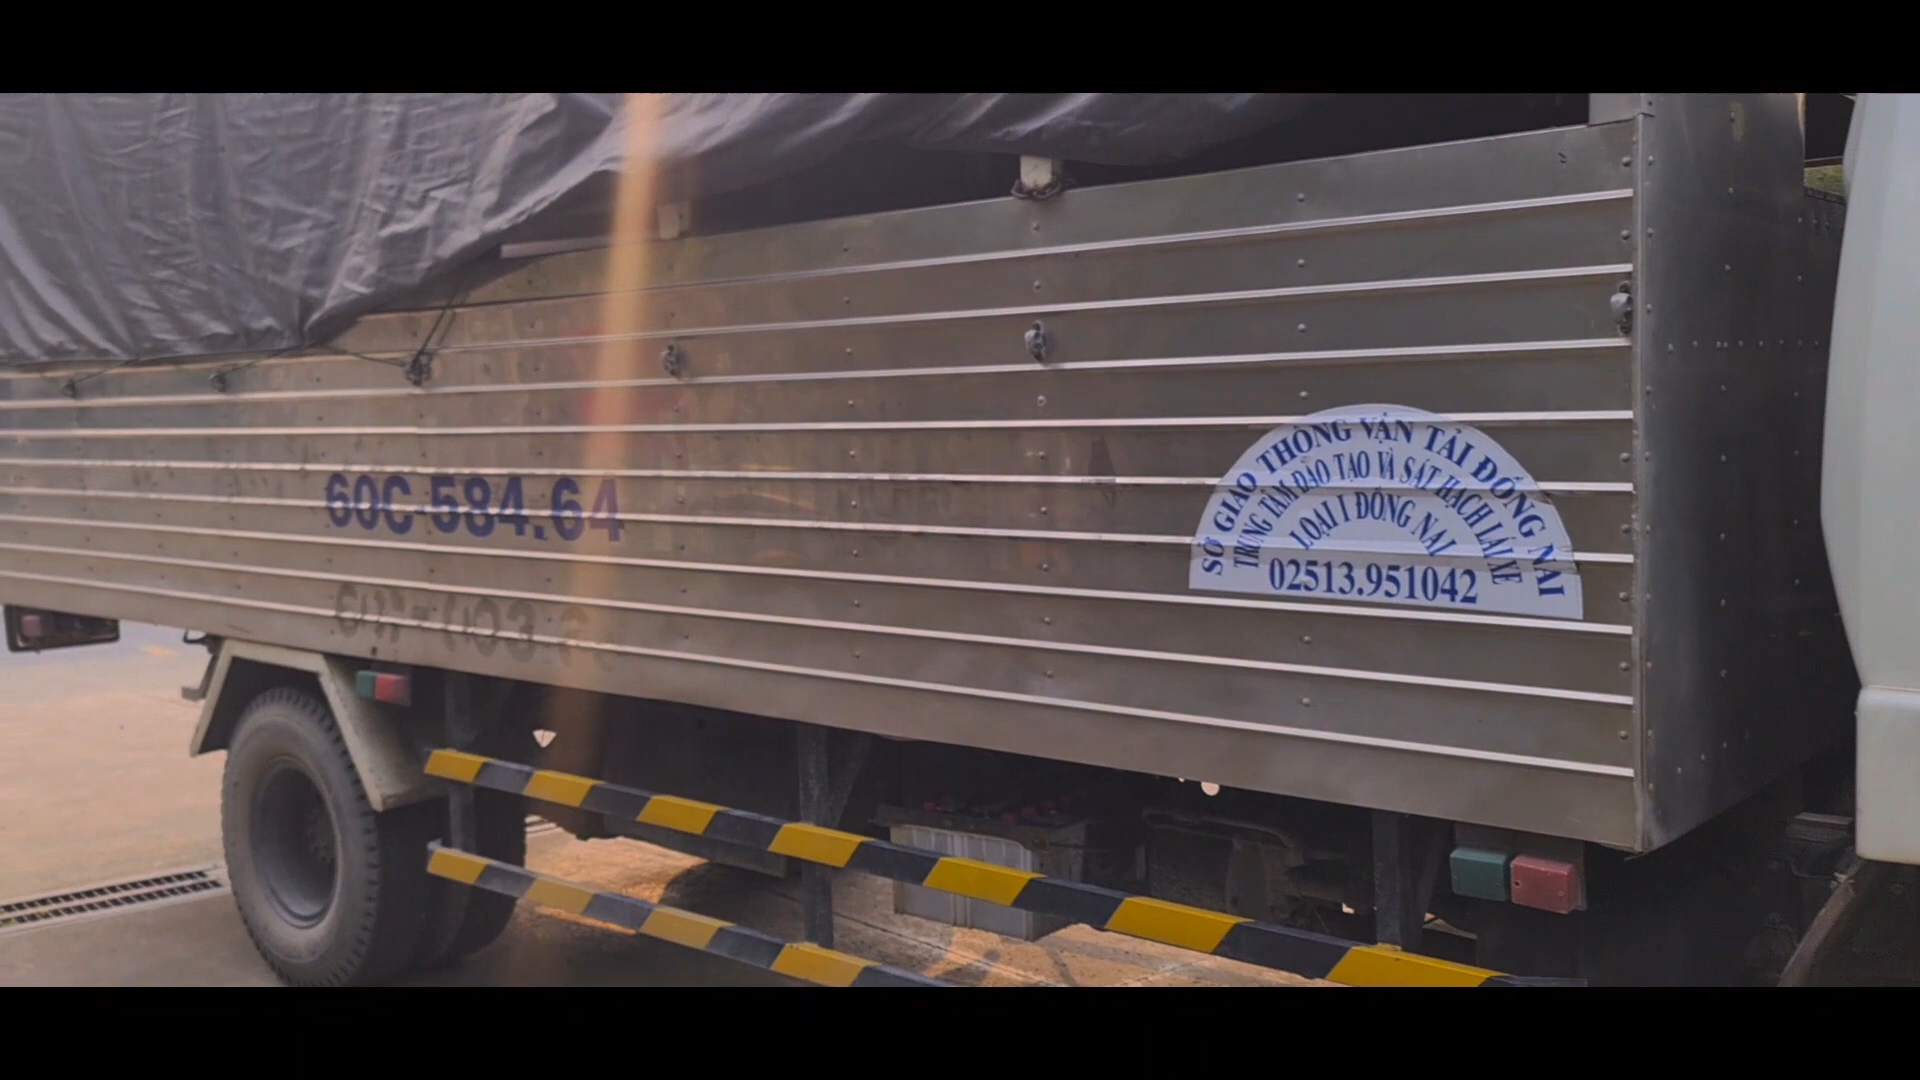 60C-584.64
SỞ GIAO THÔNG VẬN TẢI ĐỒNG NAI
TRUNG TÂM ĐÀO TẠO VÀ SÁT HẠCH LÁI XE
LOẠI I ĐỒNG NAI
02513.951042